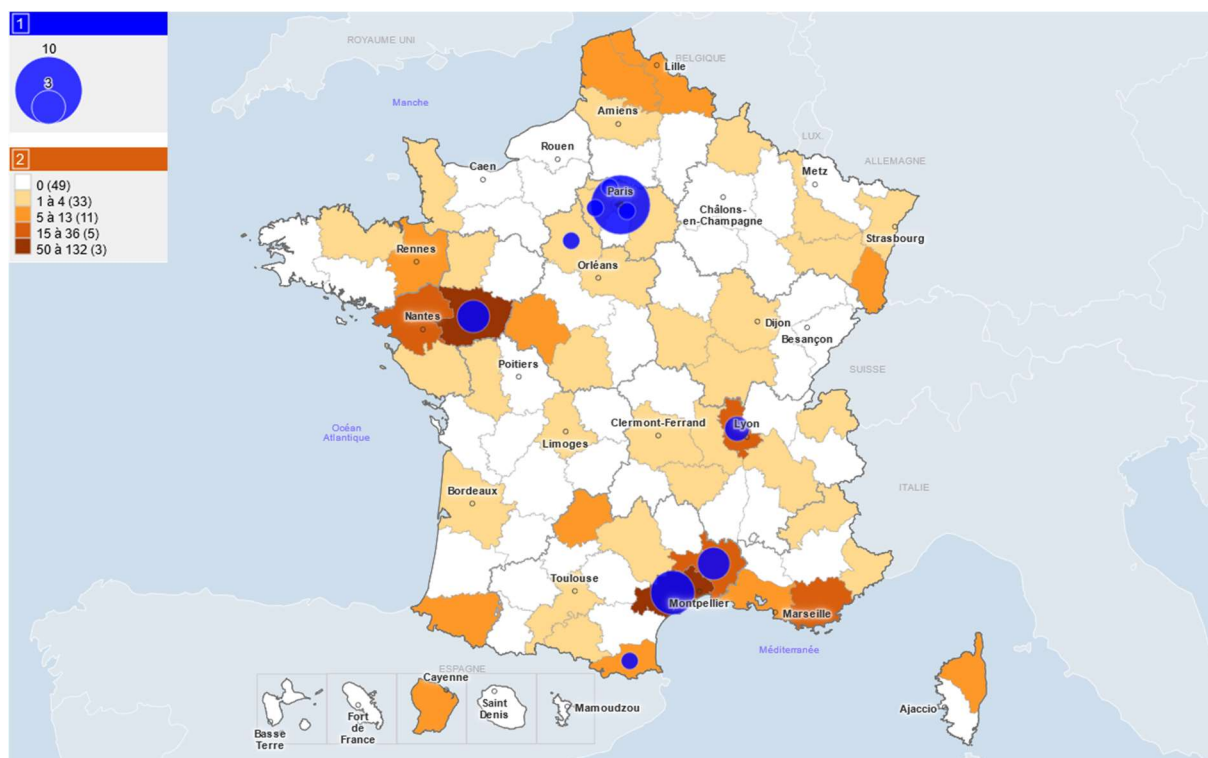 1
10
3
2
0 (49)
1 à 4 (33)
5 à 13 (11)
15 à 36 (5)
50 à 132 (3)
ROYAUME UNI
BELGIQUE
Lille
Manche
Amiens
LUX.
Rouen
Caen
ALLEMAGNE
Metz
Paris
Châlons-
en-Champagne
Strasbourg
Rennes
Orléans
Nantes
Dijon
Besançon
Poitiers
SUISSE
Océan
Atlantique
Clermont-Ferrand
Lyon
Limoges
Bordeaux
ITALIE
Toulouse
Montpellier
Marseille
Méditerranée
ESPAGNE
Cayenne
Saint
Denis
Mamoudzou
Fort
de
France
Basse
Terre
Ajaccio